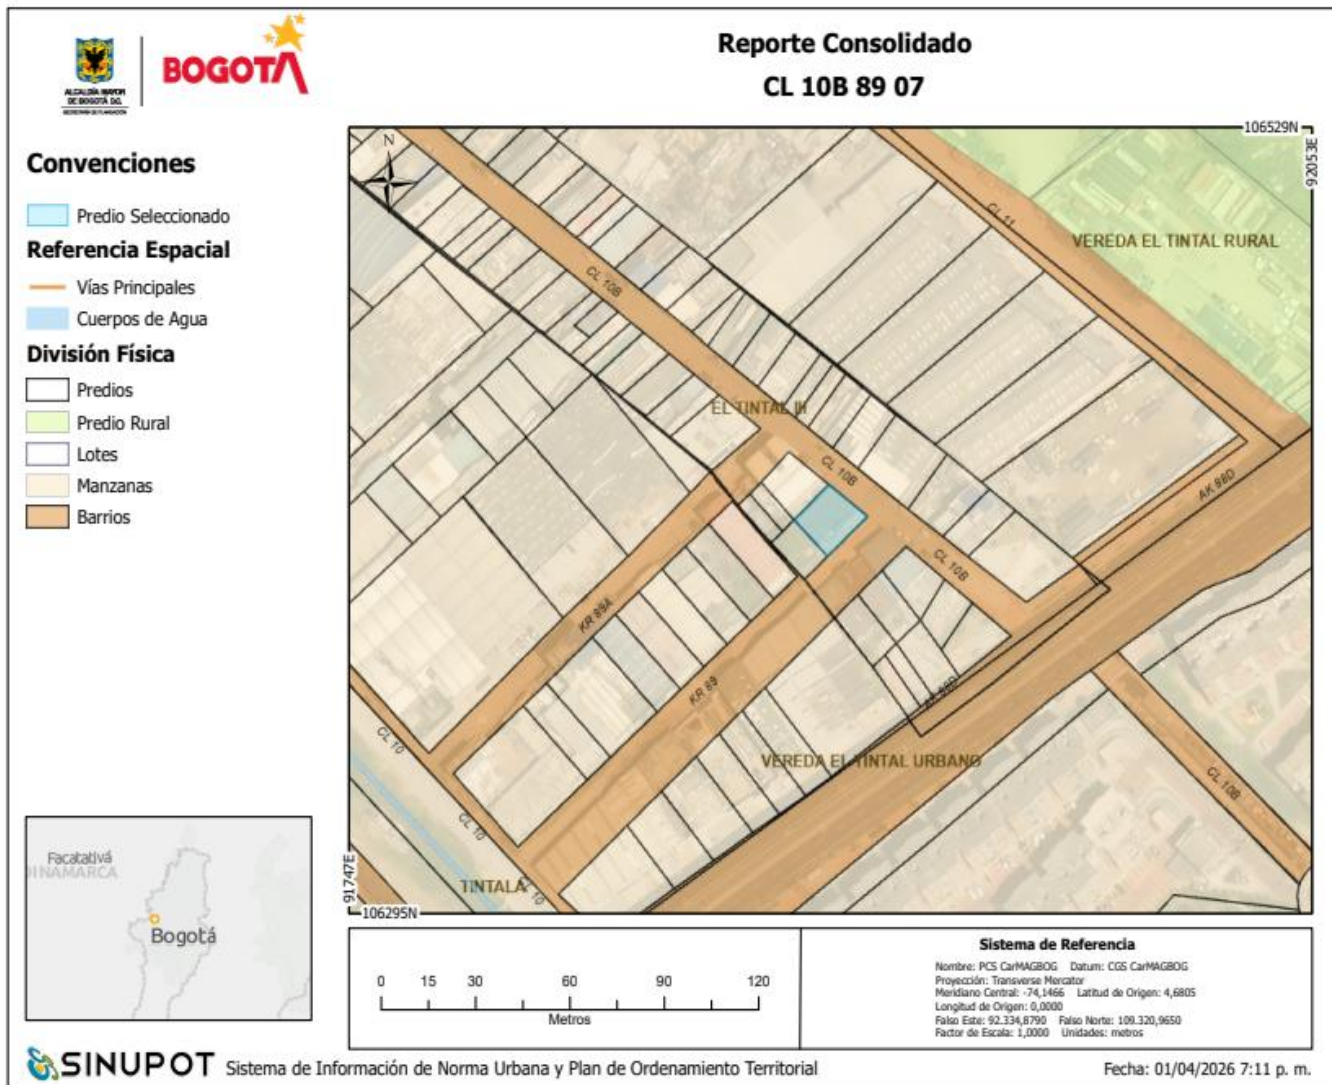 ALCALDÍA MAYOR
DE BOGOTÁ D.C.
BOGOTÁ
Reporte Consolidado
CL 10B 89 07
Convenciones
Predio Seleccionado
Referencia Espacial
Vías Principales
Cuerpos de Agua
División Física
Predios
Predio Rural
Lotes
Manzanas
Barrios
106529N
92053E
N
CL 11
VEREDA EL TINTAL RURAL
CL 10B
EL TINTAL III
CL 10B
AK 89D
CL 10B
KR 89A
KR 89
VEREDA EL TINTAL URBANO
CL 10B
CL 10
CL 10
CL 10
TINTALA
91747E
106295N
Facatativá
DINAMARCA
Bogotá
0 15 30 60 90 120
Metros
Sistema de Referencia
Nombre: PCS CarMAGBOG Datum: CGS CarMAGBOG
Proyección: Transverse Mercator
Meridiano Central: -74,1466 Latitud de Origen: 4,6805
Longitud de Origen: 0,0000
Falso Este: 92.334,8790 Falso Norte: 109.320,9650
Factor de Escala: 1,0000 Unidades: metros
SINUPOT Sistema de Información de Norma Urbana y Plan de Ordenamiento Territorial
Fecha: 01/04/2026 7:11 p. m.